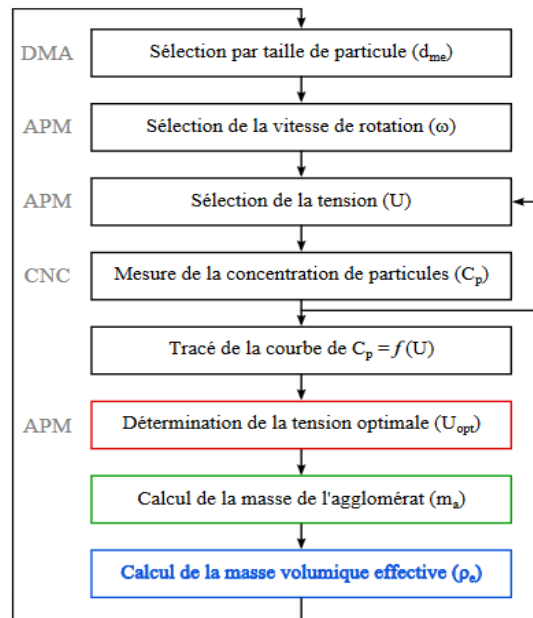 DMA
Sélection par taille de particule (dme)
APM
Sélection de la vitesse de rotation (ω)
APM
Sélection de la tension (U)
CNC
Mesure de la concentration de particules (Cp)
Tracé de la courbe de Cp = f (U)
APM
Détermination de la tension optimale (Uopt)
Calcul de la masse de l'agglomérat (ma)
Calcul de la masse volumique effective (ρe)